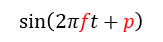 sin(2πft + p)